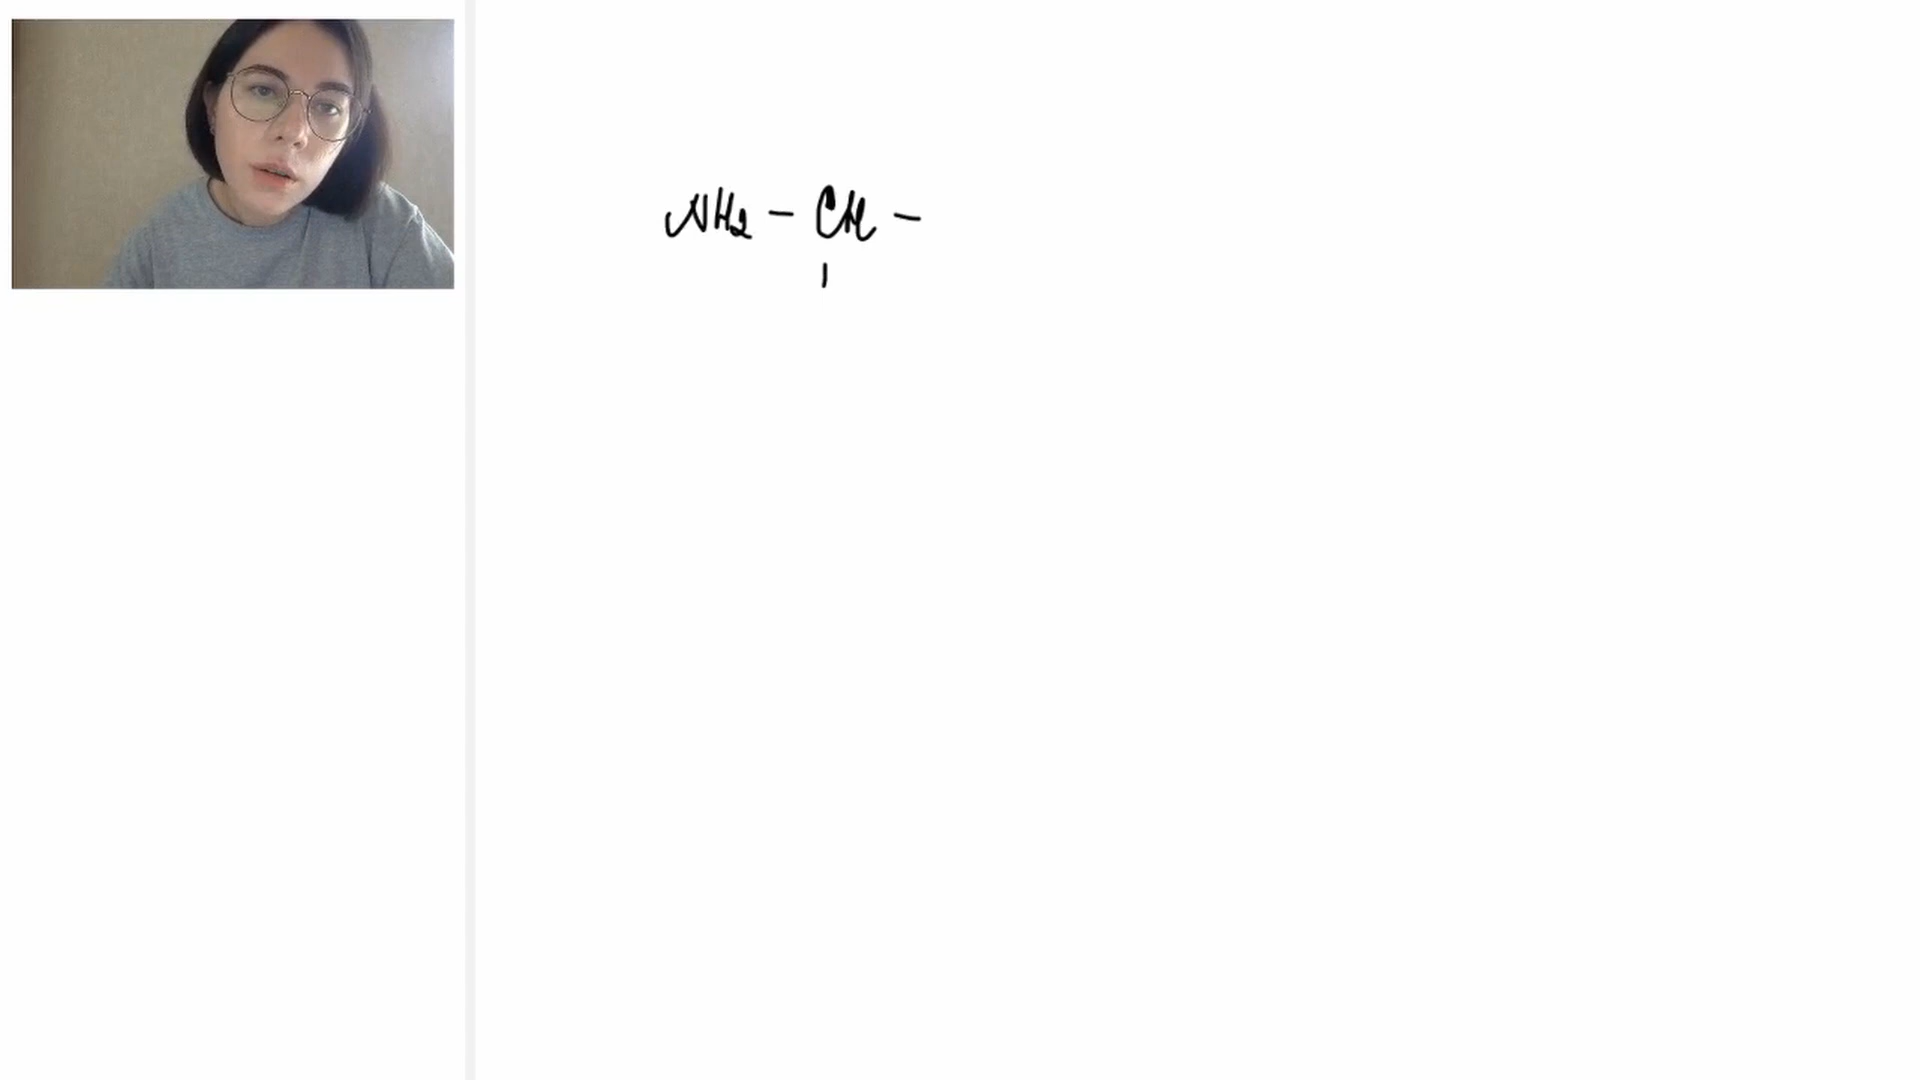 NH₂ – CH –
|